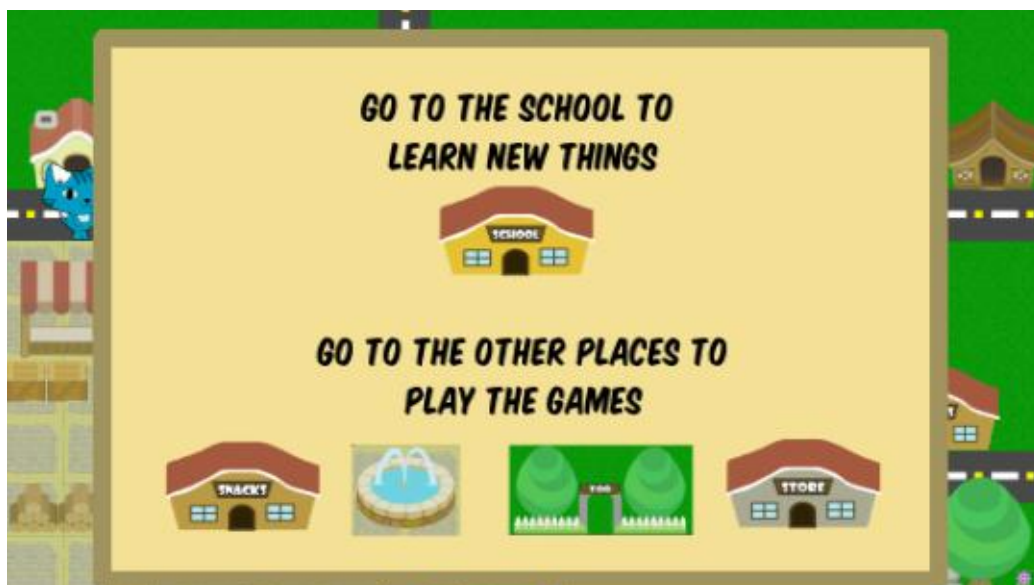 GO TO THE SCHOOL TO
LEARN NEW THINGS
SCHOOL
GO TO THE OTHER PLACES TO
PLAY THE GAMES
SNACKS
ZOO
STORE